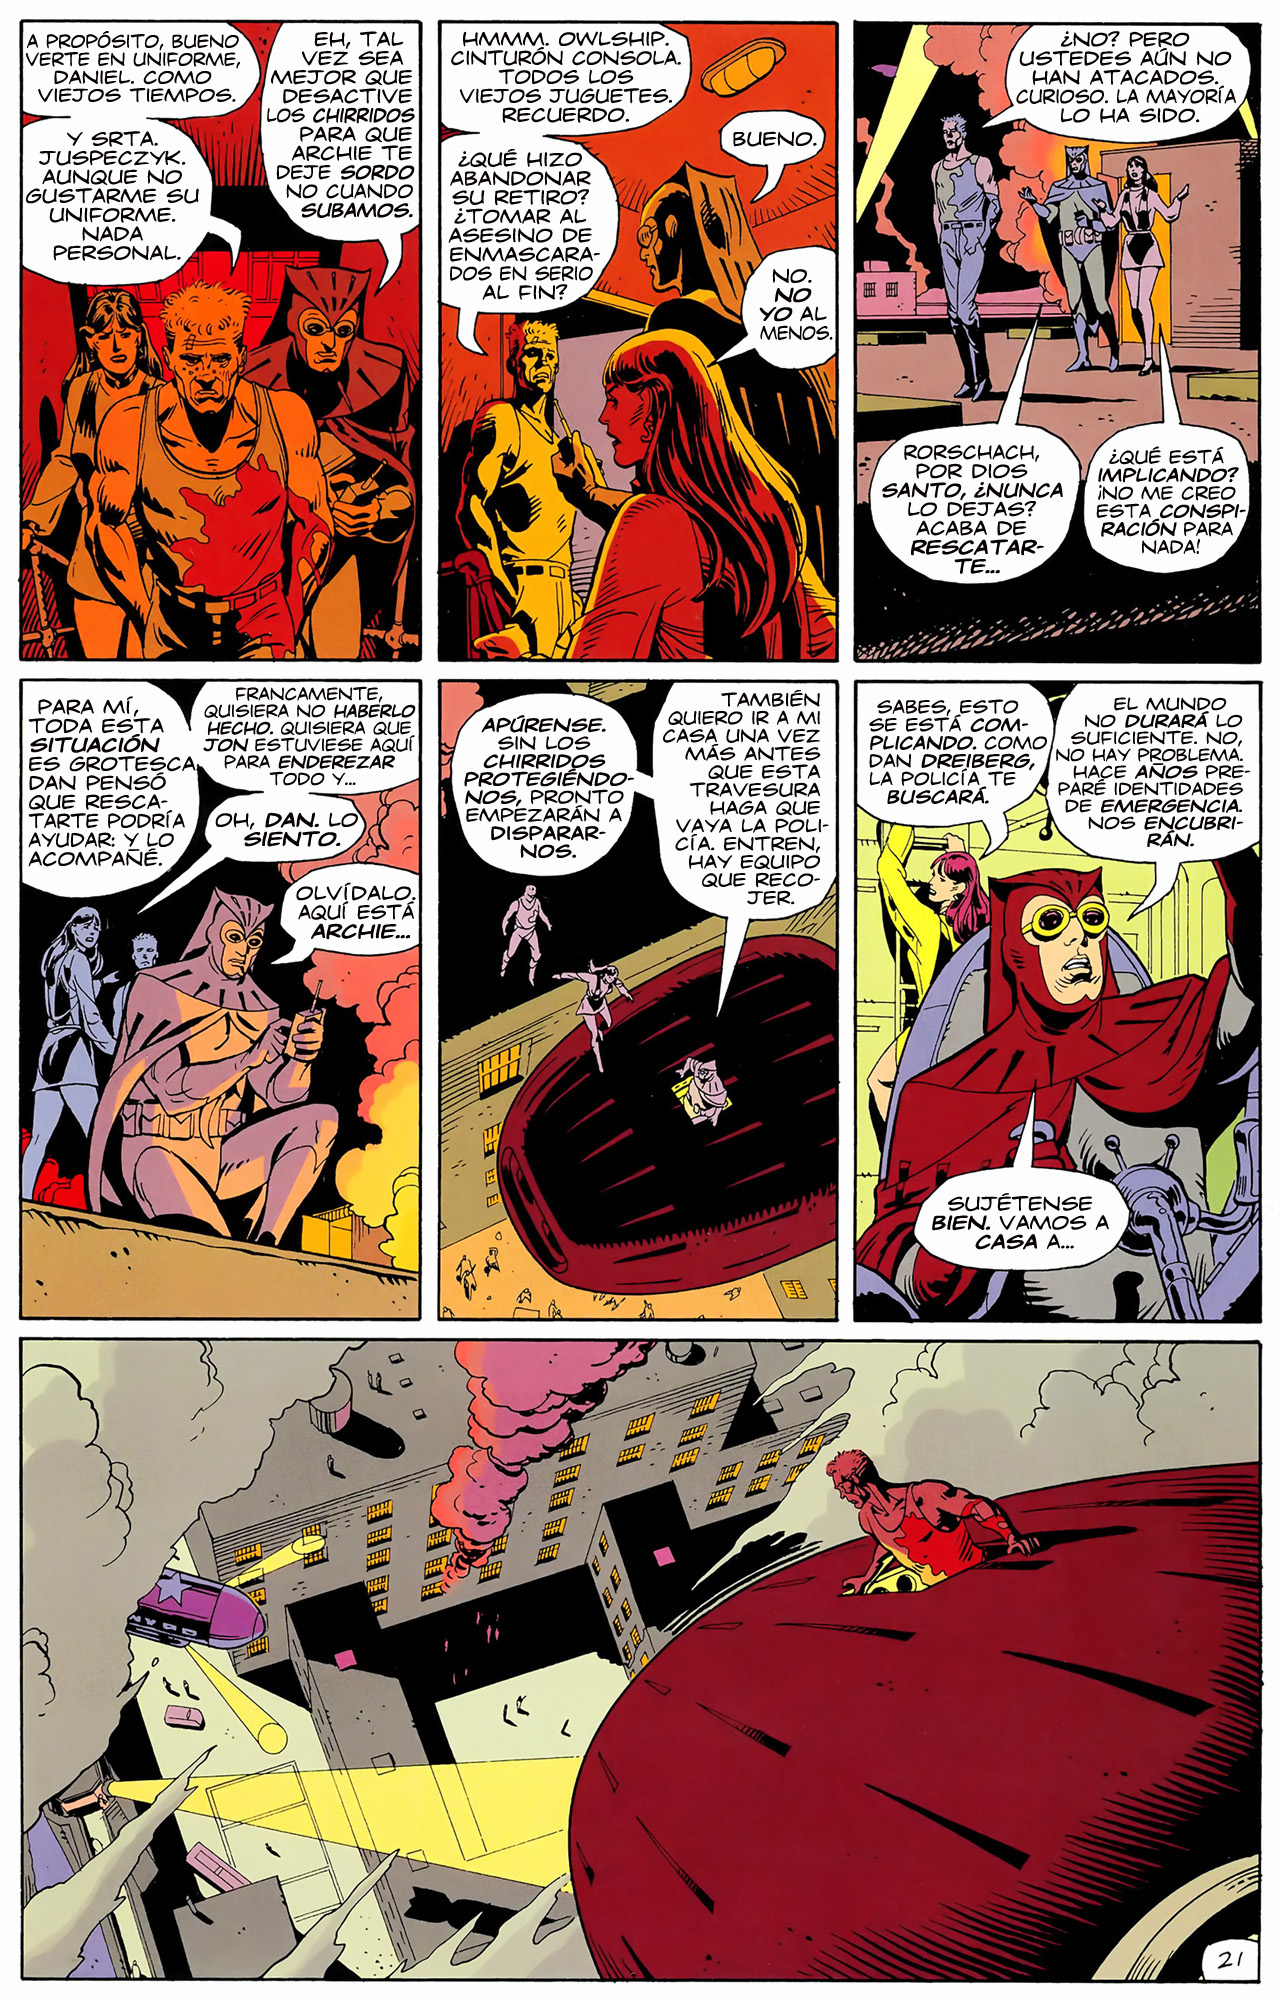 A PROPÓSITO, BUENO
VERTE EN UNIFORME,
DANIEL. COMO
VIEJOS TIEMPOS.
Y SRTA.
JUSPECZYK.
AUNQUE NO
GUSTARME SU
UNIFORME.
NADA
PERSONAL.
EH, TAL
VEZ SEA
MEJOR QUE
DESACTIVE
LOS CHIRRIDOS
PARA QUE
ARCHIE TE
DEJE SORDO
NO CUANDO
SUBAMOS.
HMMM. OWLSHIP.
CINTURÓN CONSOLA.
TODOS LOS
VIEJOS JUGUETES.
RECUERDO.
¿QUÉ HIZO
ABANDONAR
SU RETIRO?
¿TOMAR AL
ASESINO DE
ENMASCARA-
DOS EN SERIO
AL FIN?
BUENO.
NO.
NO
YO AL
MENOS.
¿NO? PERO
USTEDES AÚN NO
HAN ATACADOS.
CURIOSO. LA MAYORÍA
LO HA SIDO.
RORSCHACH,
POR DIOS
SANTO, ¿NUNCA
LO DEJAS?
ACABA DE
RESCATAR-
TE...
¿QUÉ ESTÁ
IMPLICANDO?
¡NO ME CREO
ESTA CONSPI-
RACIÓN PARA
NADA!
PARA MÍ,
TODA ESTA
SITUACIÓN
ES GROTESCA
DAN PENSÓ
QUE RESCA-
TARTE PODRÍA
AYUDAR: Y LO
ACOMPAÑÉ.
FRANCAMENTE,
QUISIERA NO HABERLO
HECHO. QUISIERA QUE
JON ESTUVIESE AQUÍ
PARA ENDEREZAR
TODO Y...
OH, DAN. LO
SIENTO.
OLVÍDALO.
AQUÍ ESTÁ
ARCHIE...
APÚRENSE.
SIN LOS
CHIRRIDOS
PROTEGIÉNDO-
NOS, PRONTO
EMPEZARÁN A
DISPARAR-
NOS.
TAMBIÉN
QUIERO IR A MI
CASA UNA VEZ
MÁS ANTES
QUE ESTA
TRAVESURA
HAGA QUE
VAYA LA POLI-
CÍA. ENTREN,
HAY EQUIPO
QUE RECO-
JER.
SABES, ESTO
SE ESTÁ COM-
PLICANDO. COMO
DAN DREIBERG,
LA POLICÍA TE
BUSCARÁ.
EL MUNDO
NO DURARÁ LO
SUFICIENTE. NO,
NO HAY PROBLEMA.
HACE AÑOS PRE-
PARÉ IDENTIDADES
DE EMERGENCIA.
NOS ENCUBRI-
RÁN.
SUJÉTENSE
BIEN. VAMOS A
CASA A...
NYPD
21